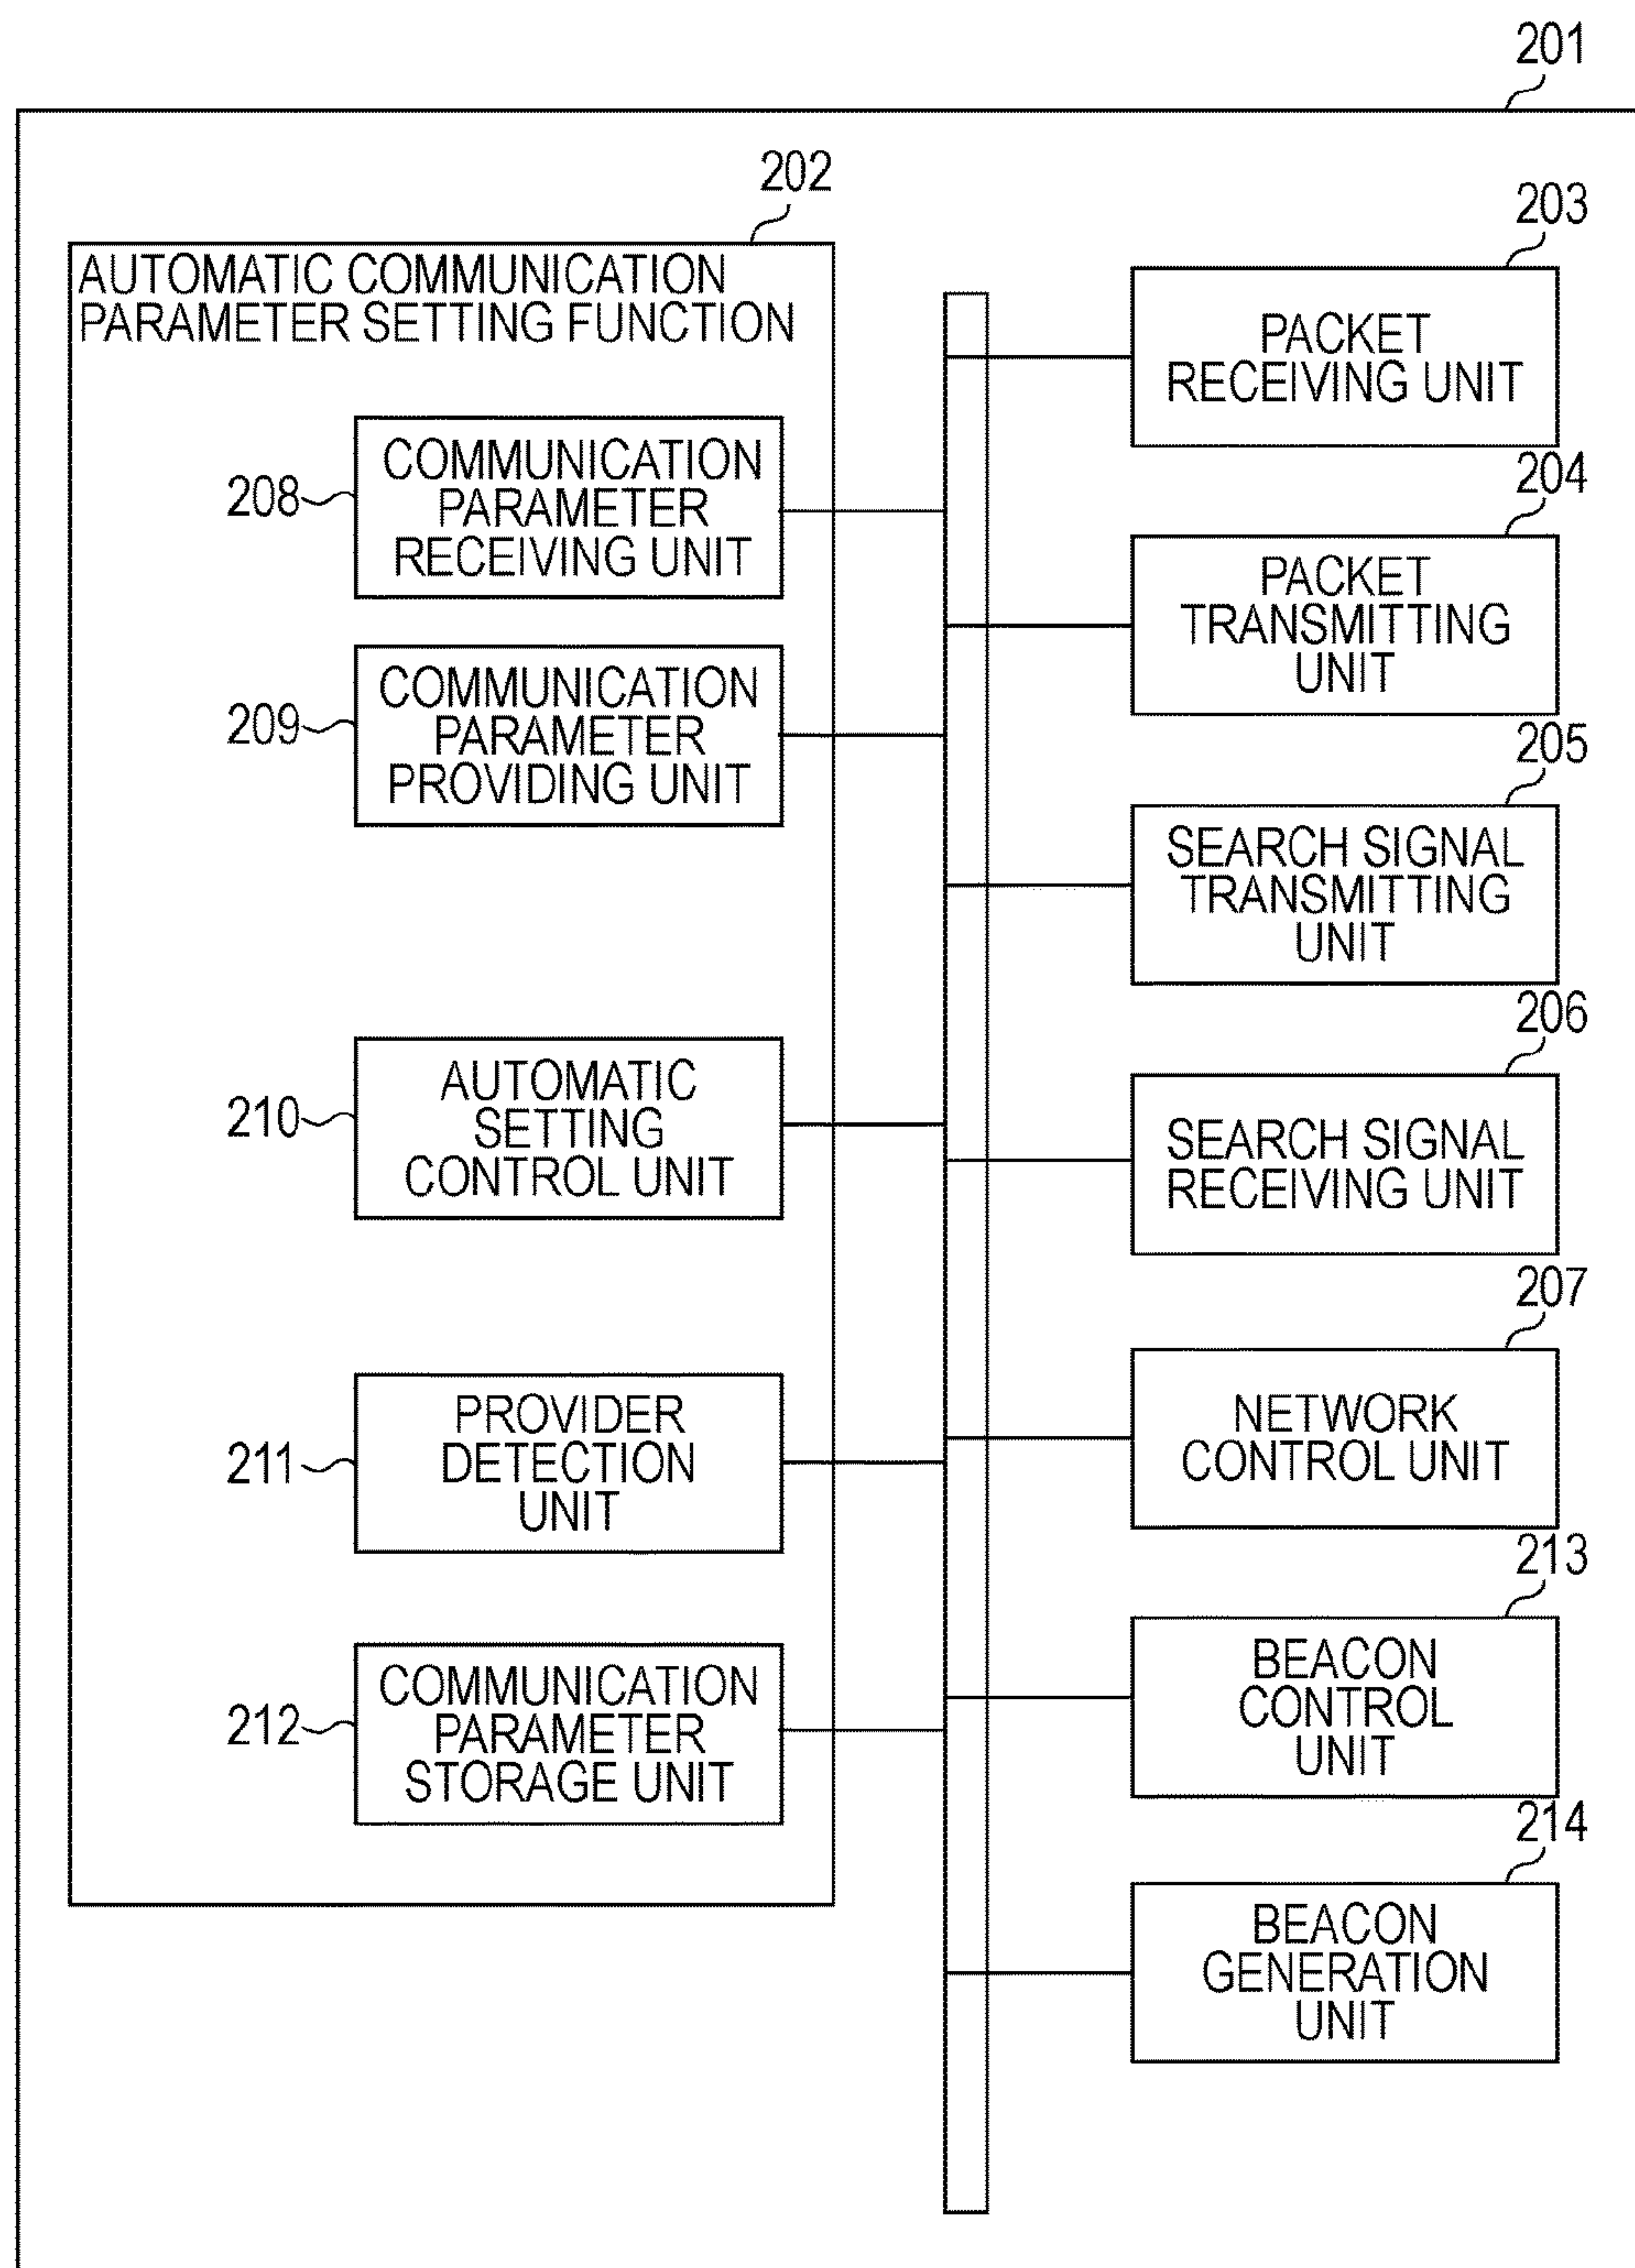 201
202
AUTOMATIC COMMUNICATION
PARAMETER SETTING FUNCTION
208
COMMUNICATION
PARAMETER
RECEIVING UNIT
209
COMMUNICATION
PARAMETER
PROVIDING UNIT
210
AUTOMATIC
SETTING
CONTROL UNIT
211
PROVIDER
DETECTION
UNIT
212
COMMUNICATION
PARAMETER
STORAGE UNIT
203
PACKET
RECEIVING UNIT
204
PACKET
TRANSMITTING
UNIT
205
SEARCH SIGNAL
TRANSMITTING
UNIT
206
SEARCH SIGNAL
RECEIVING UNIT
207
NETWORK
CONTROL UNIT
213
BEACON
CONTROL
UNIT
214
BEACON
GENERATION
UNIT